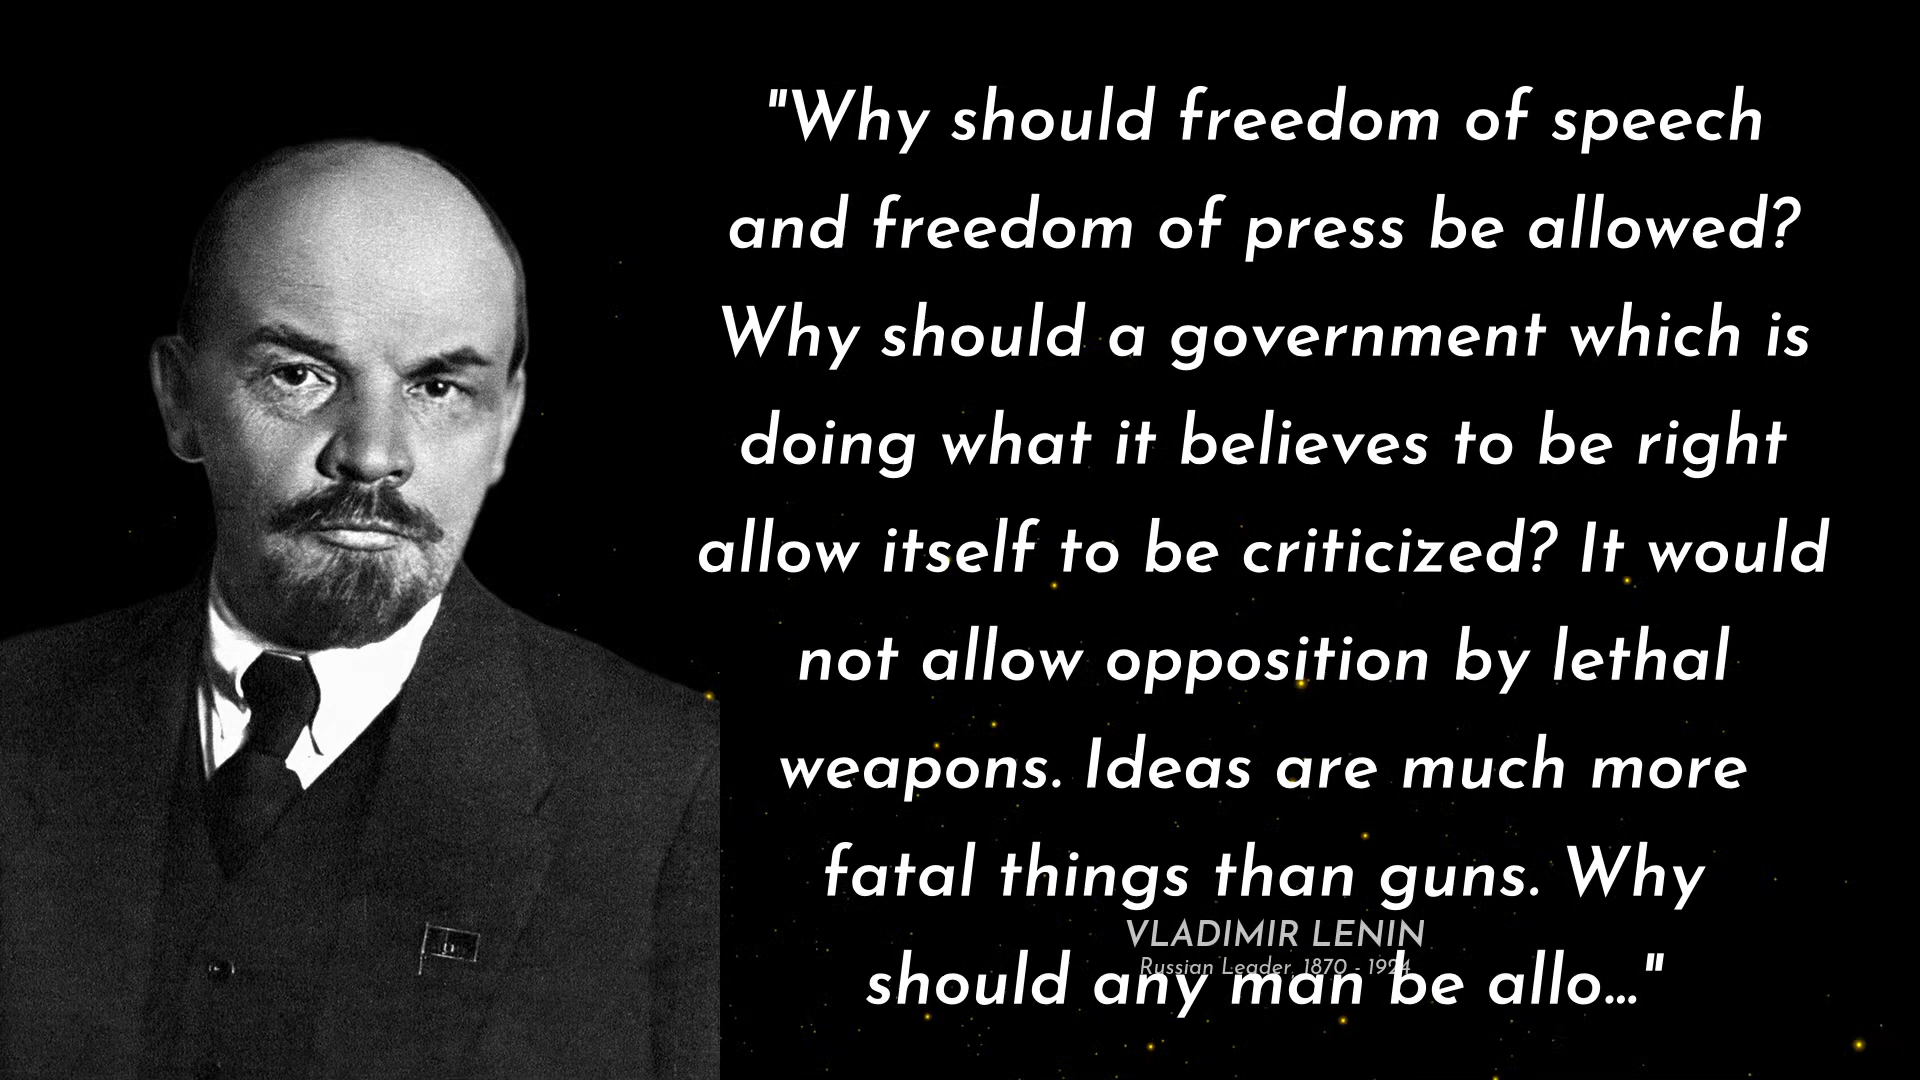 "Why should freedom of speech
and freedom of press be allowed?
Why should a government which is
doing what it believes to be right
allow itself to be criticized? It would
not allow opposition by lethal
weapons. Ideas are much more
fatal things than guns. Why
VLADIMIR LENIN
Russian Leader, 1870 - 1924
should any man be allo..."